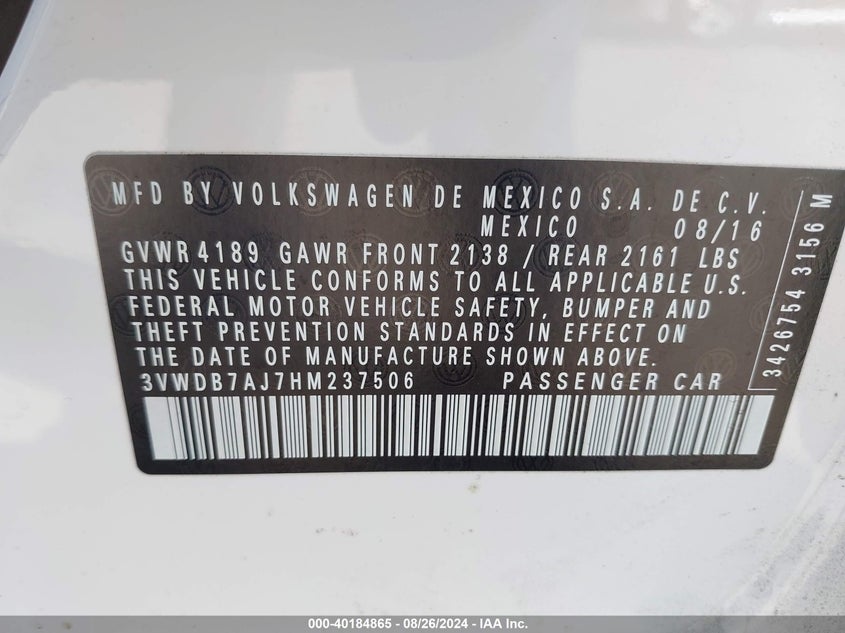 MFD BY VOLKSWAGEN DE MEXICO S.A. DE C.V.
MEXICO 08/16
GVWR 4189 GAWR FRONT 2138 / REAR 2161 LBS
THIS VEHICLE CONFORMS TO ALL APPLICABLE U.S.
FEDERAL MOTOR VEHICLE SAFETY, BUMPER AND
THEFT PREVENTION STANDARDS IN EFFECT ON
THE DATE OF MANUFACTURE SHOWN ABOVE.
3VWDB7AJ7HM237506 PASSENGER CAR
3426754 3156 M
000-40184865 - 08/26/2024 - IAA Inc.